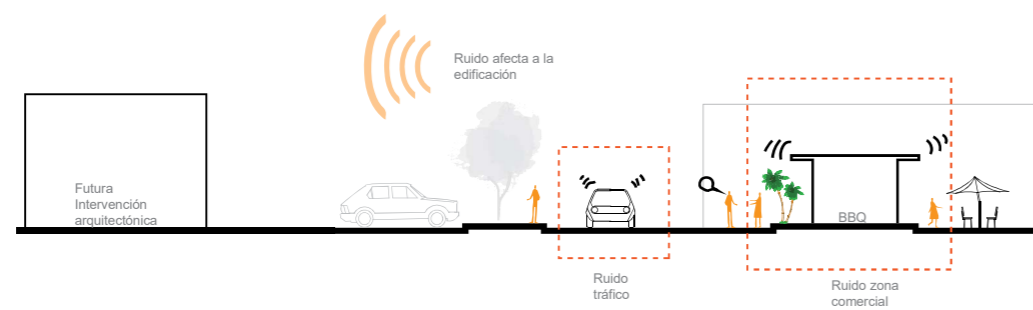 Ruido afecta a la
edificación
Futura
Intervención
arquitectónica
BBQ
Ruido
tráfico
Ruido zona
comercial